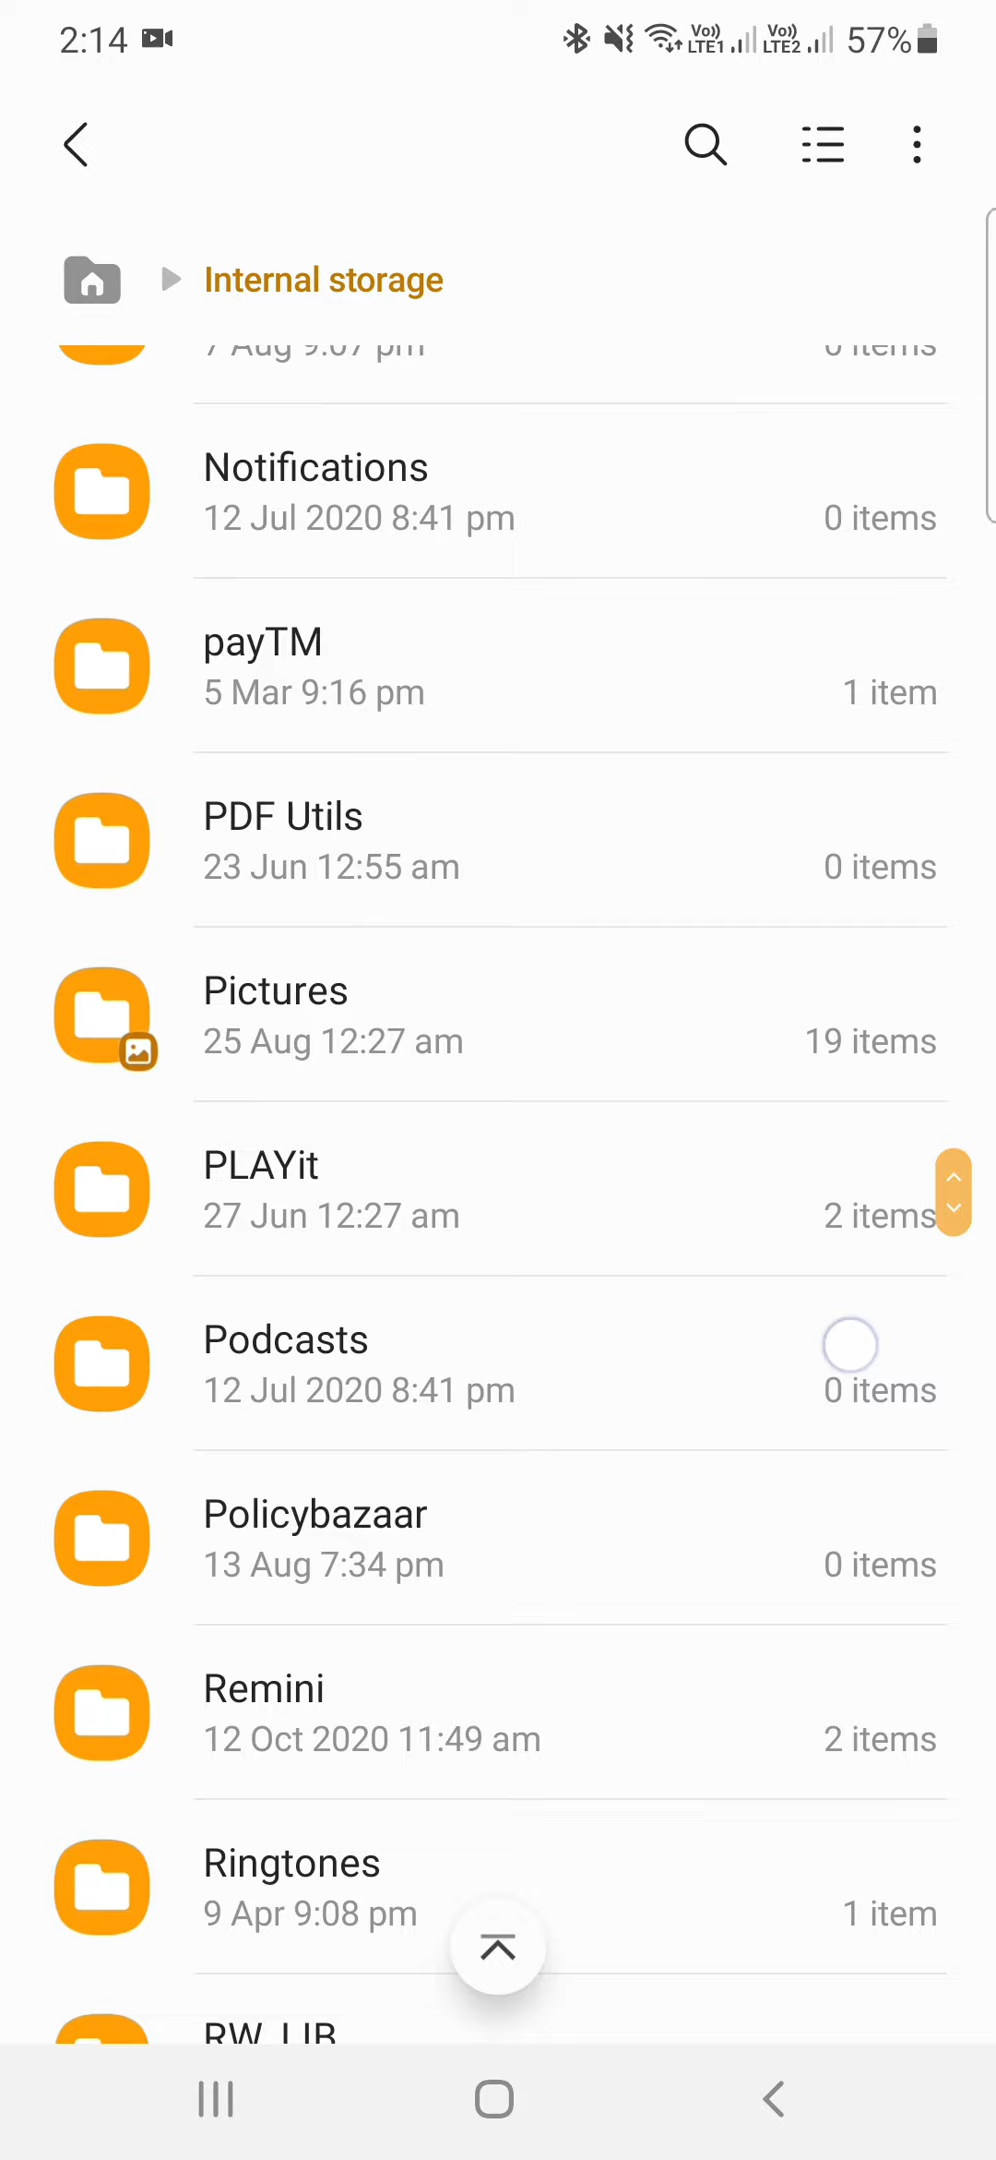 2:14
Vo)) LTE1 Vo)) LTE2 57%
Internal storage
7 Aug 9:07 pm 0 items
Notifications
12 Jul 2020 8:41 pm 0 items
payTM
5 Mar 9:16 pm 1 item
PDF Utils
23 Jun 12:55 am 0 items
Pictures
25 Aug 12:27 am 19 items
PLAYit
27 Jun 12:27 am 2 items
Podcasts
12 Jul 2020 8:41 pm 0 items
Policybazaar
13 Aug 7:34 pm 0 items
Remini
12 Oct 2020 11:49 am 2 items
Ringtones
9 Apr 9:08 pm 1 item
RW_LIB